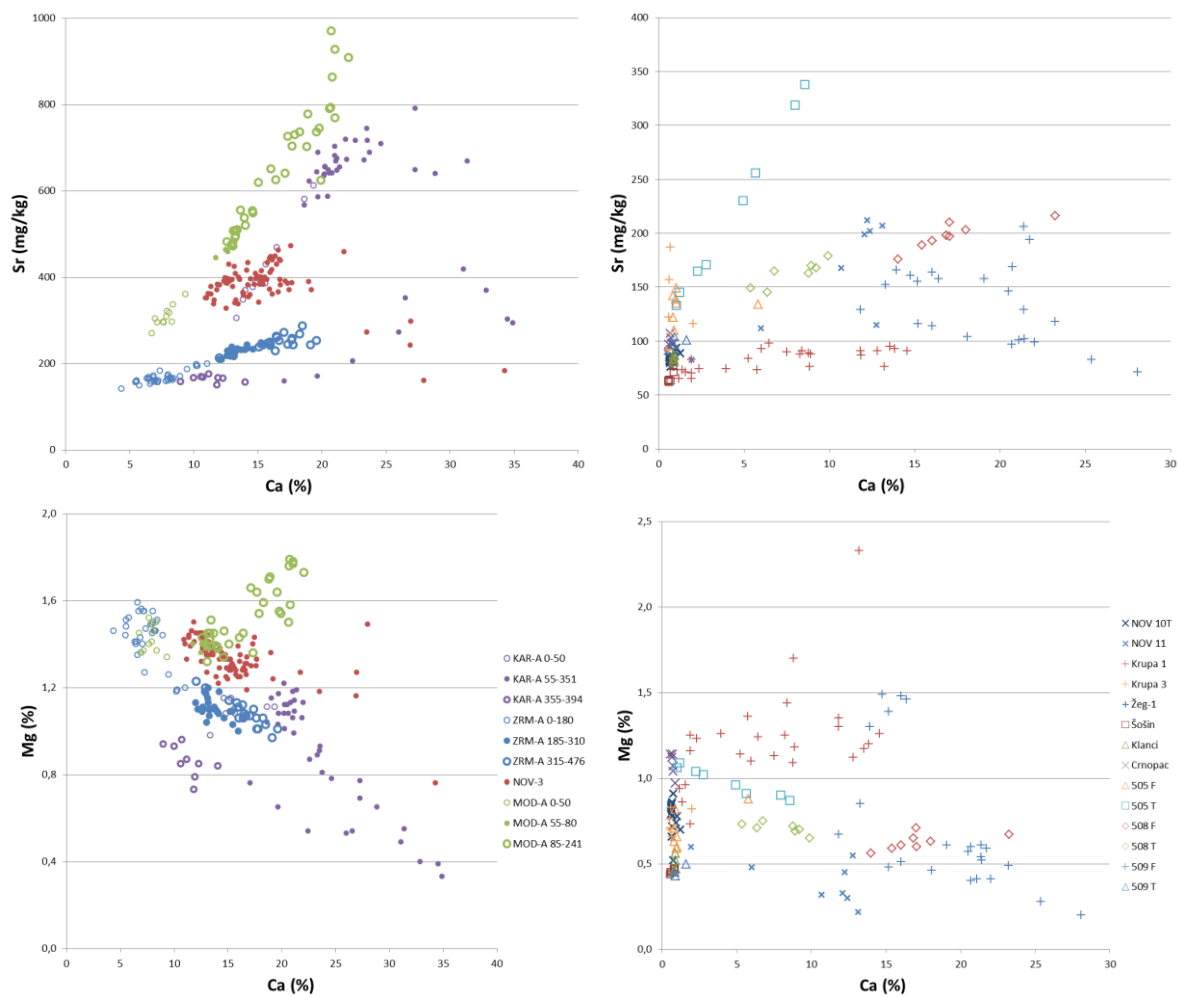 1000
800
600
400
200
0
Sr (mg/kg)
0 5 10 15 20 25 30 35 40
Ca (%)
400
350
300
250
200
150
100
50
0
Sr (mg/kg)
0 5 10 15 20 25 30
Ca (%)
2,0
1,6
1,2
0,8
0,4
0,0
Mg (%)
0 5 10 15 20 25 30 35 40
Ca (%)
KAR-A 0-50
KAR-A 55-351
KAR-A 355-394
ZRM-A 0-180
ZRM-A 185-310
ZRM-A 315-476
NOV-3
MOD-A 0-50
MOD-A 55-80
MOD-A 85-241
2,5
2,0
1,5
1,0
0,5
0,0
Mg (%)
0 5 10 15 20 25 30
Ca (%)
NOV 10T
NOV 11
Krupa 1
Krupa 3
Žeg-1
Šošin
Klanci
Crnopac
505 F
505 T
508 F
508 T
509 F
509 T